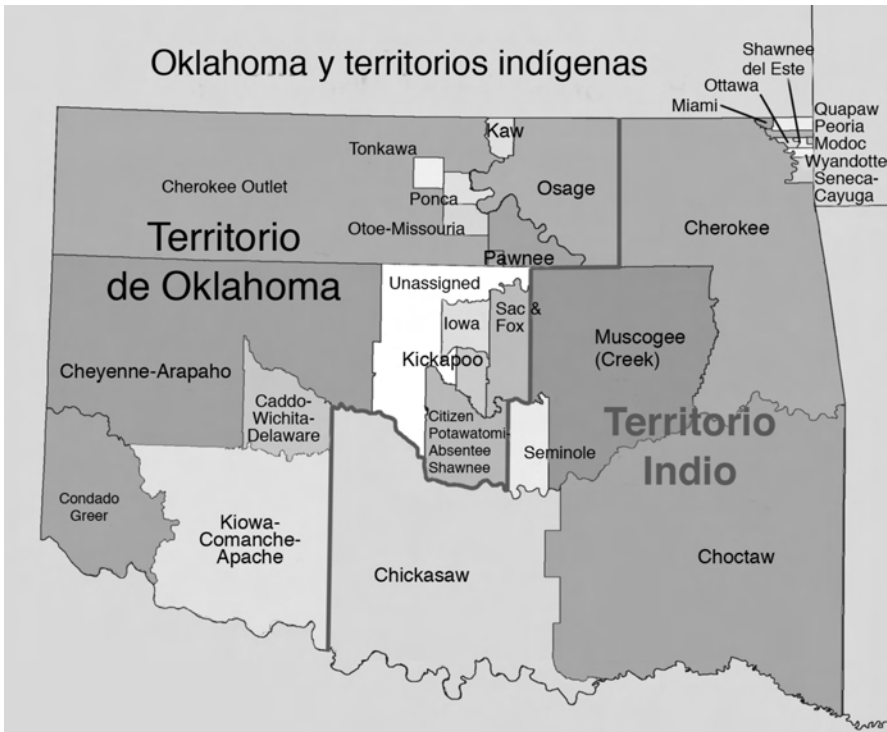 Oklahoma y territorios indígenas
Shawnee
del Este
Ottawa
Miami
Quapaw
Peoria
Modoc
Wyandotte
Seneca-
Cayuga
Kaw
Tonkawa
Cherokee Outlet
Osage
Ponca
Otoe-Missouria
Cherokee
Territorio
de Oklahoma
Pawnee
Unassigned
Sac &
Fox
Iowa
Muscogee
(Creek)
Kickapoo
Cheyenne-Arapaho
Caddo-
Wichita-
Delaware
Citizen
Potawatomi-
Absentee
Shawnee
Territorio
Indio
Seminole
Condado
Greer
Kiowa-
Comanche-
Apache
Chickasaw
Choctaw